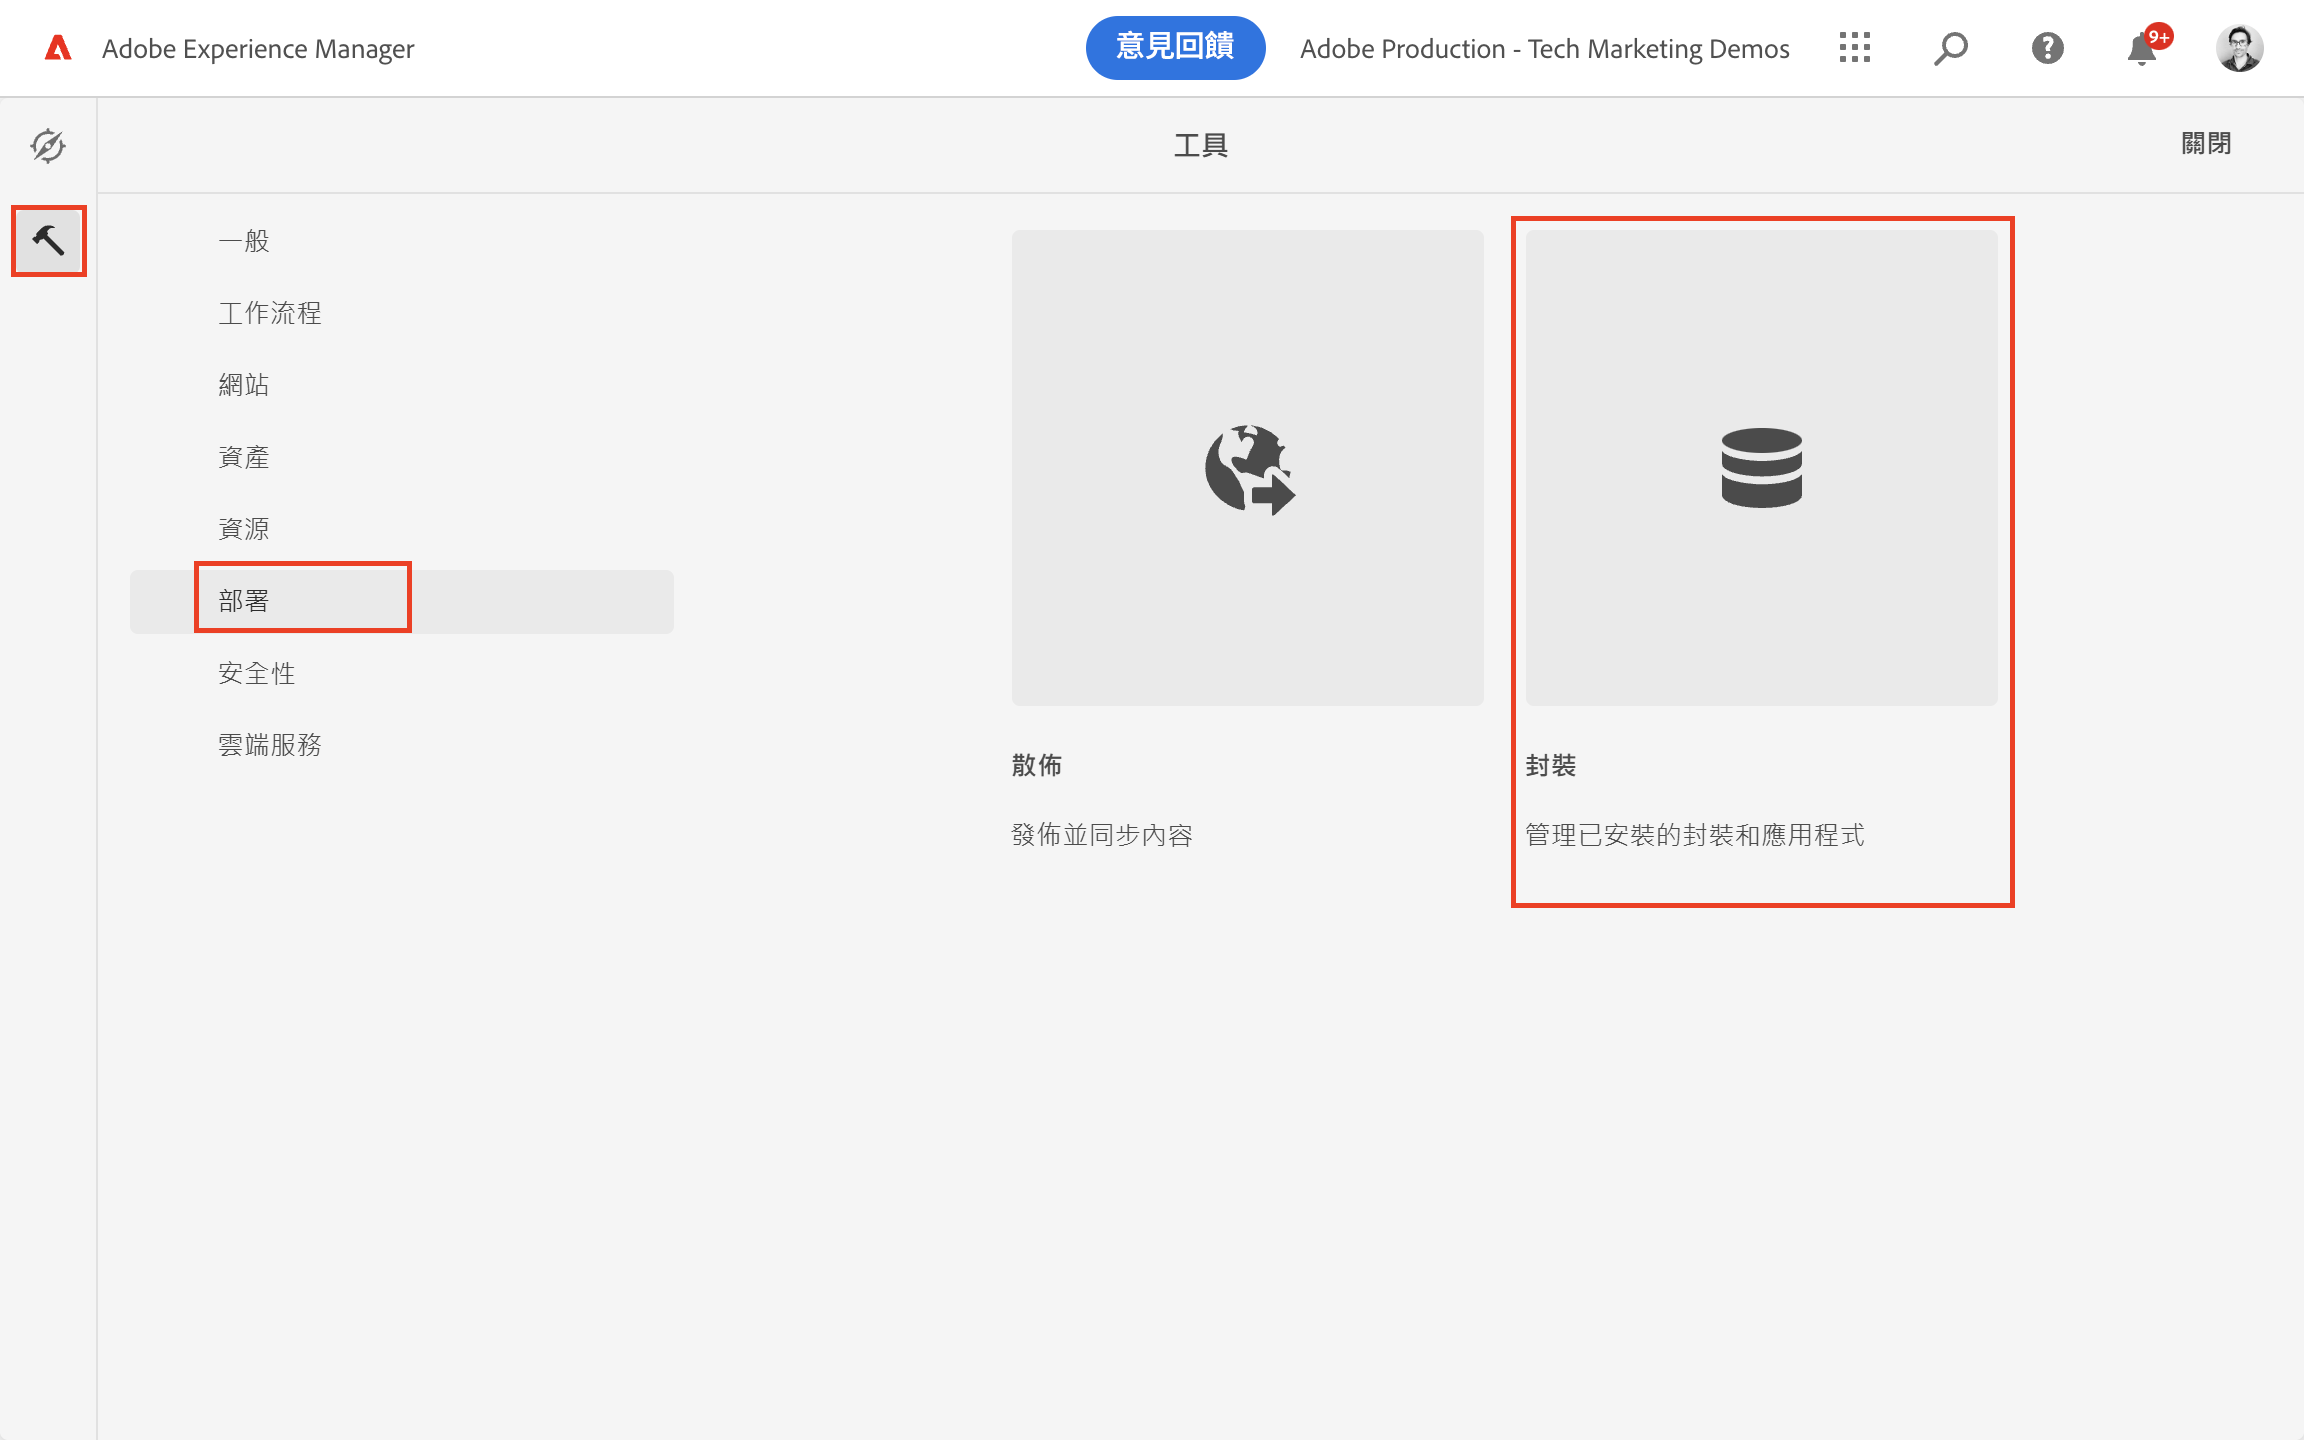 Adobe Experience Manager
意見回饋
Adobe Production - Tech Marketing Demos
9+
工具
關閉
一般
工作流程
網站
資產
資源
部署
安全性
雲端服務
散佈
發佈並同步內容
封裝
管理已安裝的封裝和應用程式